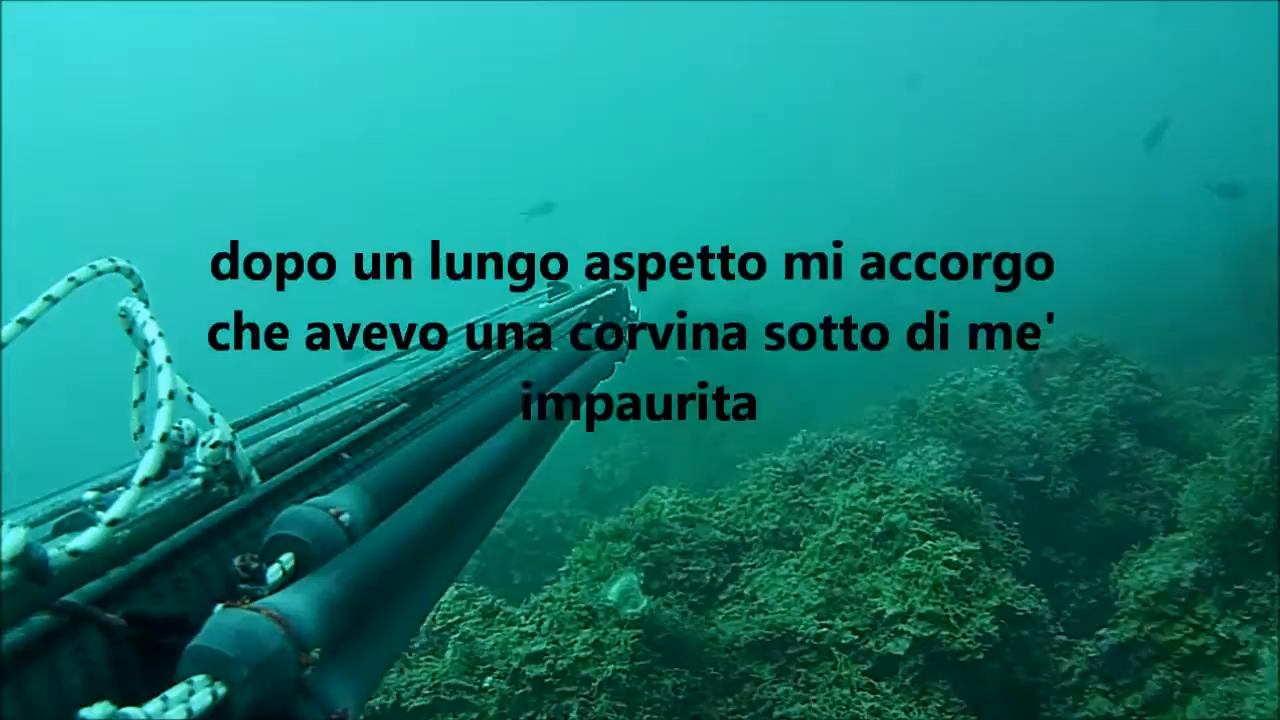 dopo un lungo aspetto mi accorgo
che avevo una corvina sotto di me'
impaurita